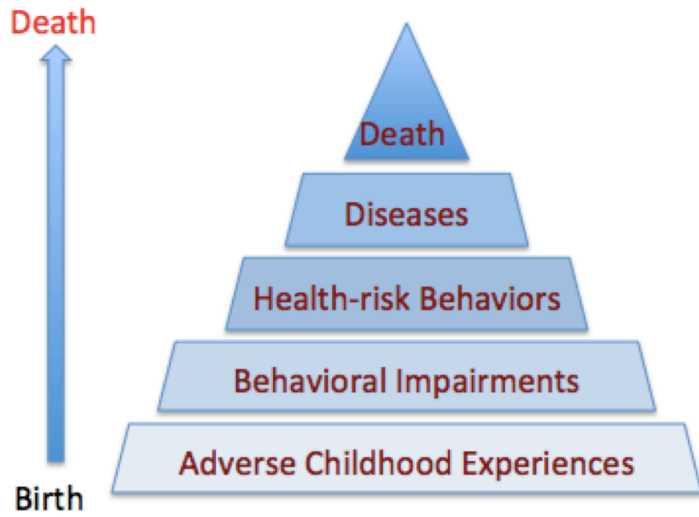 Death
Death
Diseases
Health-risk Behaviors
Behavioral Impairments
Adverse Childhood Experiences
Birth